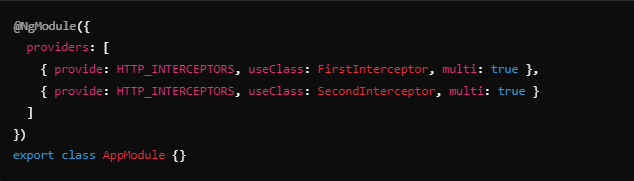 @NgModule({
  providers: [
    { provide: HTTP_INTERCEPTORS, useClass: FirstInterceptor, multi: true },
    { provide: HTTP_INTERCEPTORS, useClass: SecondInterceptor, multi: true }
  ]
})
export class AppModule {}